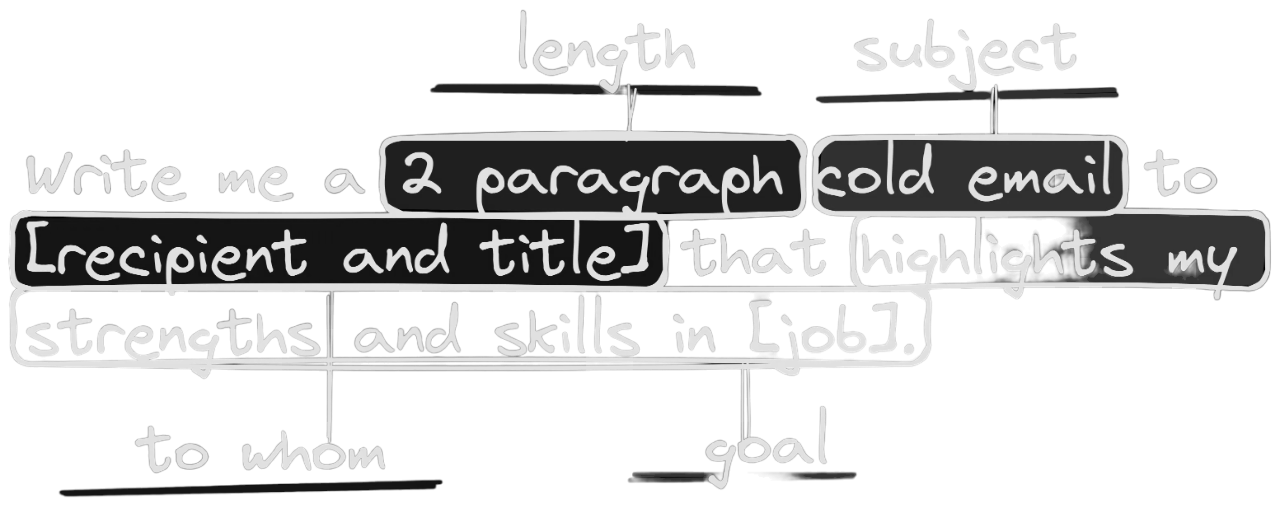 length subject
Write me a 2 paragraph cold email to
[recipient and title] that highlights my
strengths and skills in [job].
to whom goal